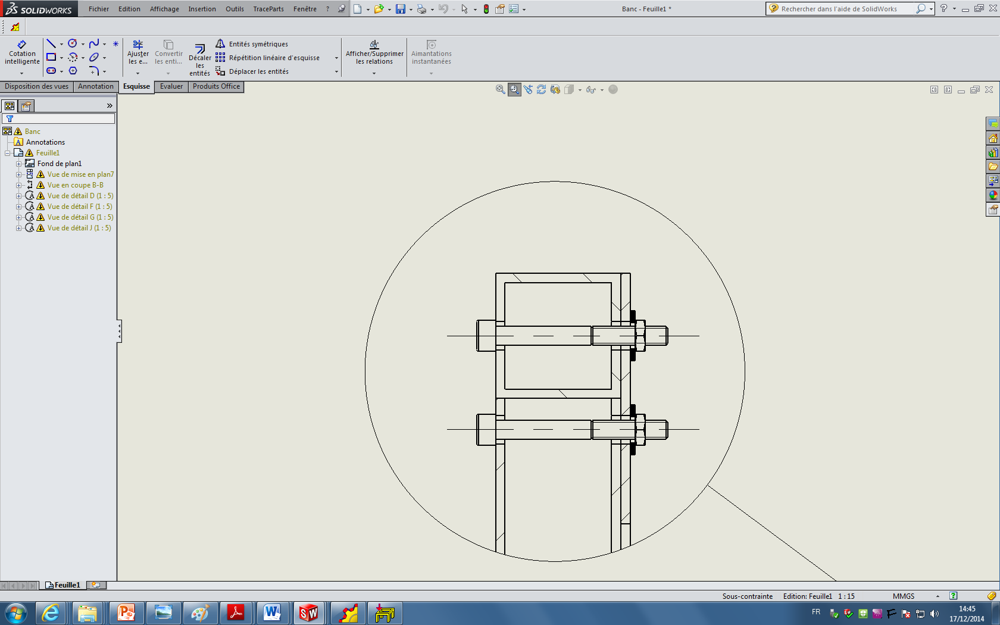 SOLIDWORKS Fichier Edition Affichage Insertion Outils TraceParts Fenêtre ? Banc - Feuille1 * Rechercher dans l'aide de SolidWorks
Cotation intelligente
Ajuster les e...
Convertir les enti...
Décaler les entités
Entités symétriques
Répétition linéaire d'esquisse
Déplacer les entités
Afficher/Supprimer les relations
Aimantations instantanées
Disposition des vues Annotation Esquisse Evaluer Produits Office
Banc
Annotations
Feuille1
Fond de plan1
Vue de mise en plan7
Vue en coupe B-B
Vue de détail D (1 : 5)
Vue de détail F (1 : 5)
Vue de détail G (1 : 5)
Vue de détail J (1 : 5)
Feuille1
Sous-contrainte Edition: Feuille1 1 : 15 MMGS
FR 14:45
17/12/2014